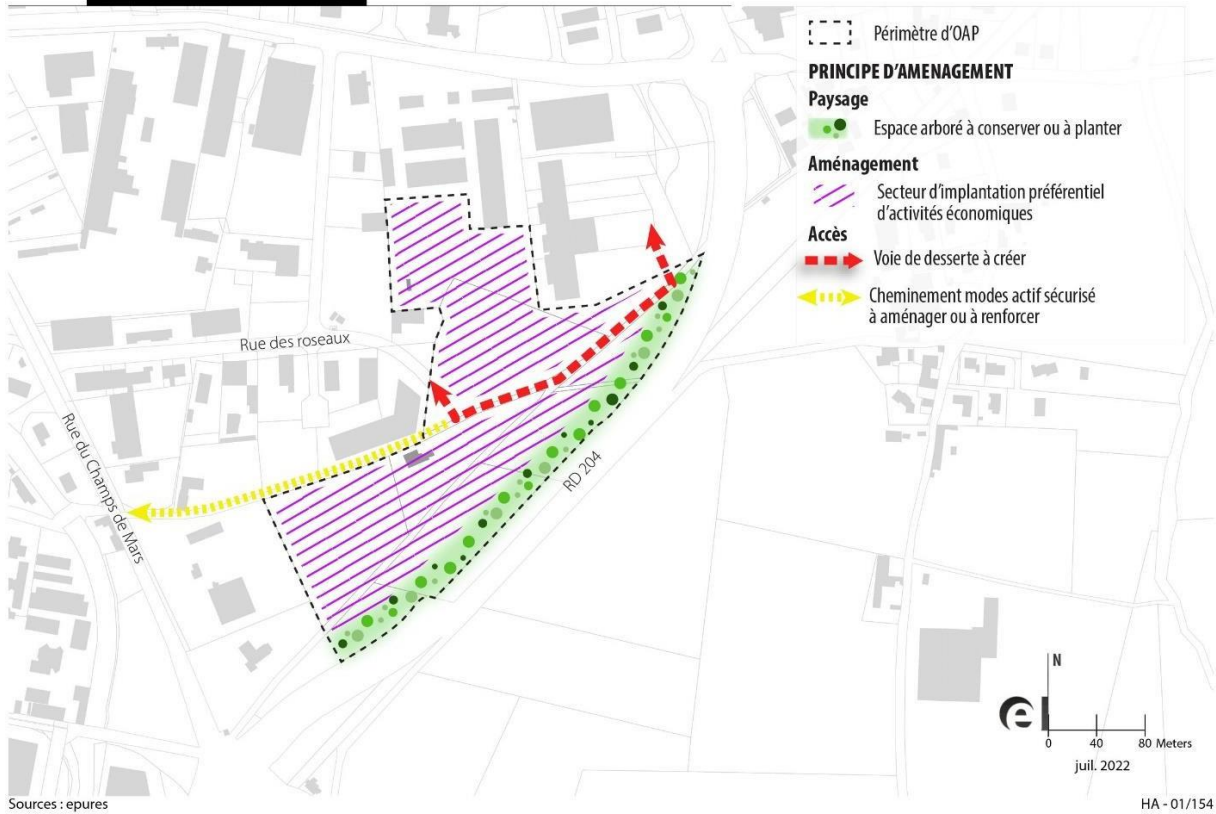 Périmètre d'OAP
PRINCIPE D'AMENAGEMENT
Paysage
Espace arboré à conserver ou à planter
Aménagement
Secteur d'implantation préférentiel
d'activités économiques
Accès
Voie de desserte à créer
Cheminement modes actif sécurisé
à aménager ou à renforcer
Rue des roseaux
Rue du Champs de Mars
RD 204
N
0 40 80 Meters
juil. 2022
Sources : epures
HA - 01/154